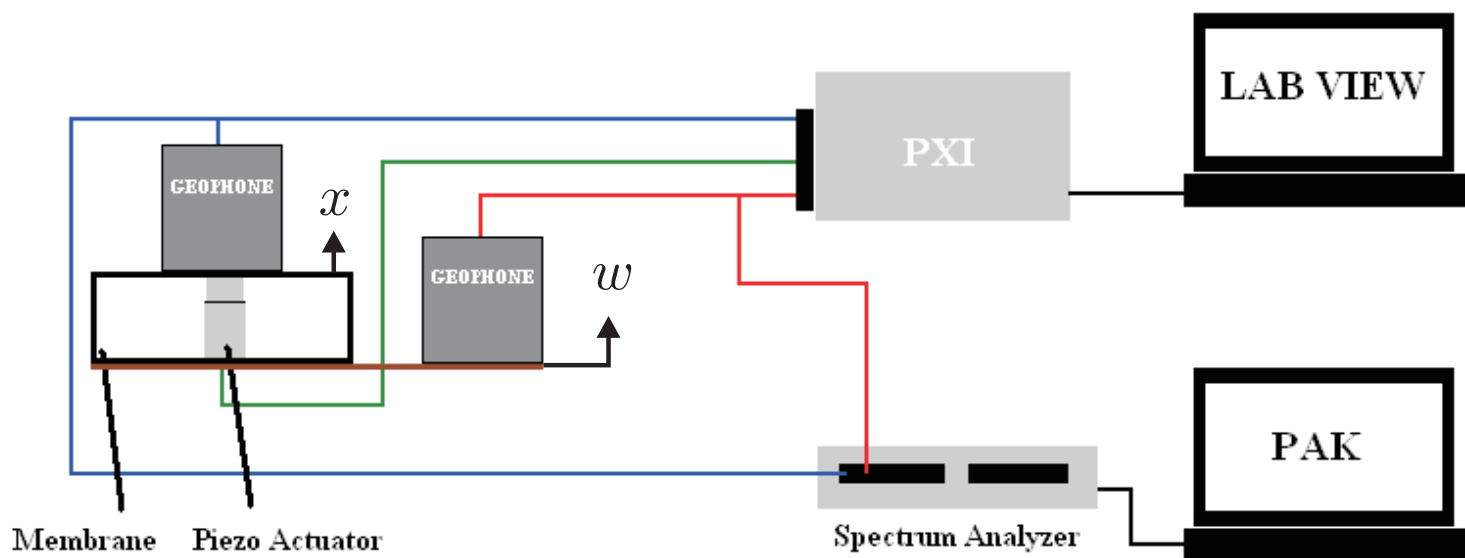 LAB VIEW
PXI
GEOPHONE
x
GEOPHONE
w
PAK
Spectrum Analyzer
Membrane
Piezo Actuator